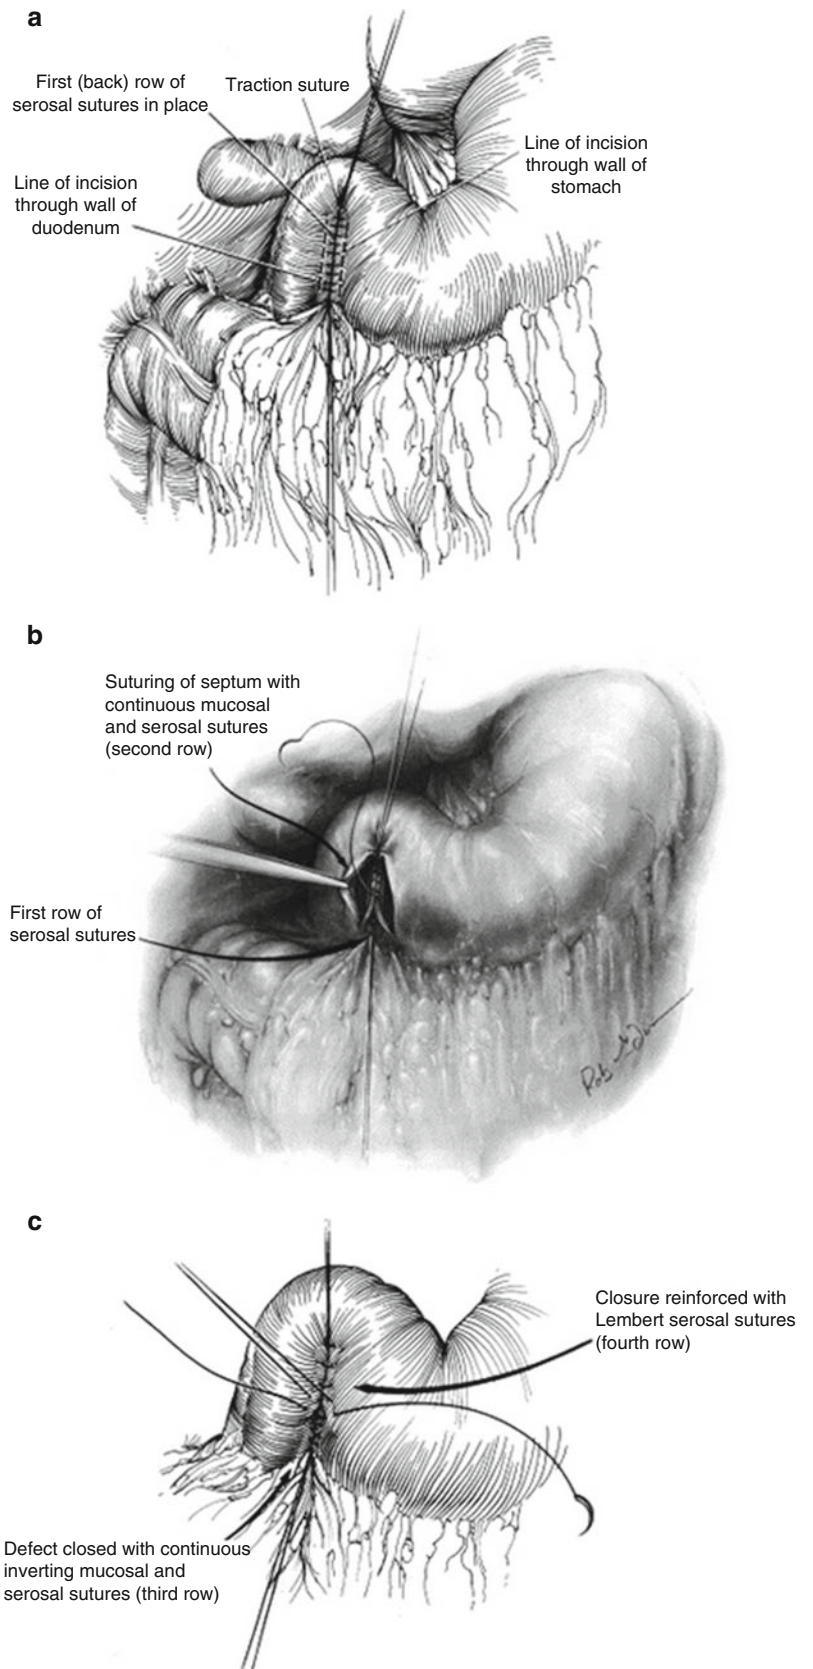 a
First (back) row of
serosal sutures in place
Traction suture
Line of incision
through wall of
stomach
Line of incision
through wall of
duodenum
b
Suturing of septum with
continuous mucosal
and serosal sutures
(second row)
First row of
serosal sutures
c
Closure reinforced with
Lembert serosal sutures
(fourth row)
Defect closed with continuous
inverting mucosal and
serosal sutures (third row)